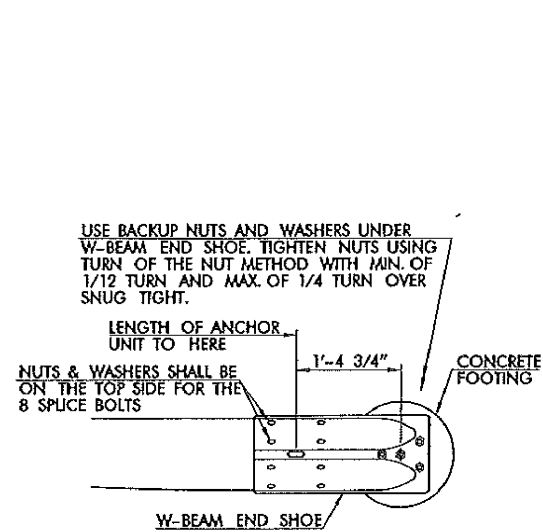 USE BACKUP NUTS AND WASHERS UNDER
W-BEAM END SHOE. TIGHTEN NUTS USING
TURN OF THE NUT METHOD WITH MIN. OF
1/12 TURN AND MAX. OF 1/4 TURN OVER
SNUG TIGHT.
LENGTH OF ANCHOR
UNIT TO HERE
1'-4 3/4"
CONCRETE
FOOTING
NUTS & WASHERS SHALL BE
ON THE TOP SIDE FOR THE
8 SPLICE BOLTS
W-BEAM END SHOE